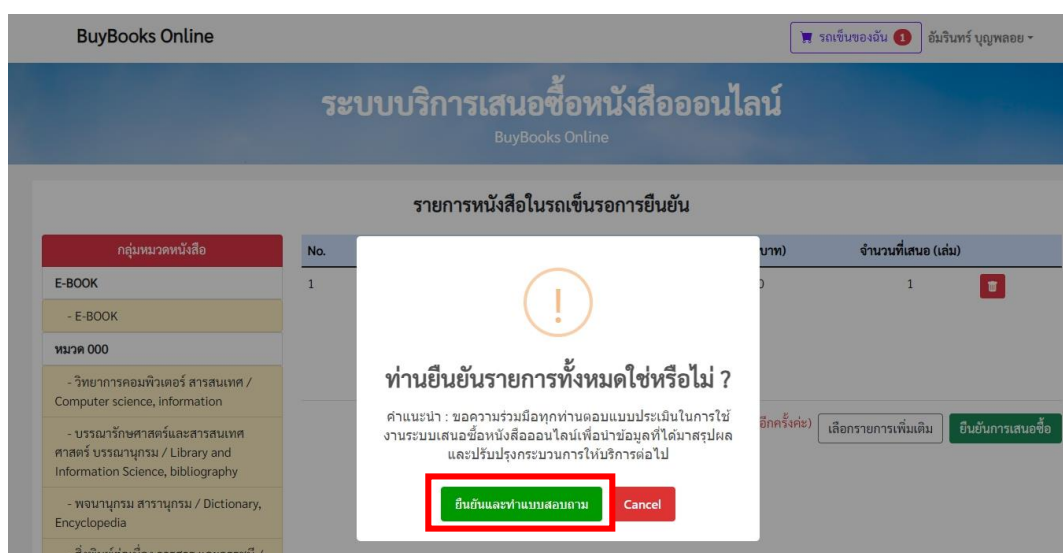 BuyBooks Online
รถเข็นของฉัน 1
อัมรินทร์ บุญพลอย
ระบบบริการเสนอซื้อหนังสือออนไลน์
BuyBooks Online
รายการหนังสือในรถเข็นรอการยืนยัน
กลุ่มหมวดหนังสือ
No.
บาท)
จำนวนที่เสนอ (เล่ม)
E-BOOK
1
1
- E-BOOK
หมวด 000
- วิทยาการคอมพิวเตอร์ สารสนเทศ /
Computer science, information
- บรรณารักษศาสตร์และสารสนเทศ
ศาสตร์ บรรณานุกรม / Library and
Information Science, bibliography
- พจนานุกรม สารานุกรม / Dictionary,
Encyclopedia
!
ท่านยืนยันรายการทั้งหมดใช่หรือไม่ ?
คำแนะนำ : ขอความร่วมมือทุกท่านตอบแบบประเมินในการใช้
งานระบบเสนอซื้อหนังสือออนไลน์เพื่อนำข้อมูลที่ได้มาสรุปผล
และปรับปรุงกระบวนการให้บริการต่อไป
ยืนยันและทำแบบสอบถาม
Cancel
อีกครั้งค่ะ)
เลือกรายการเพิ่มเติม
ยืนยันการเสนอซื้อ